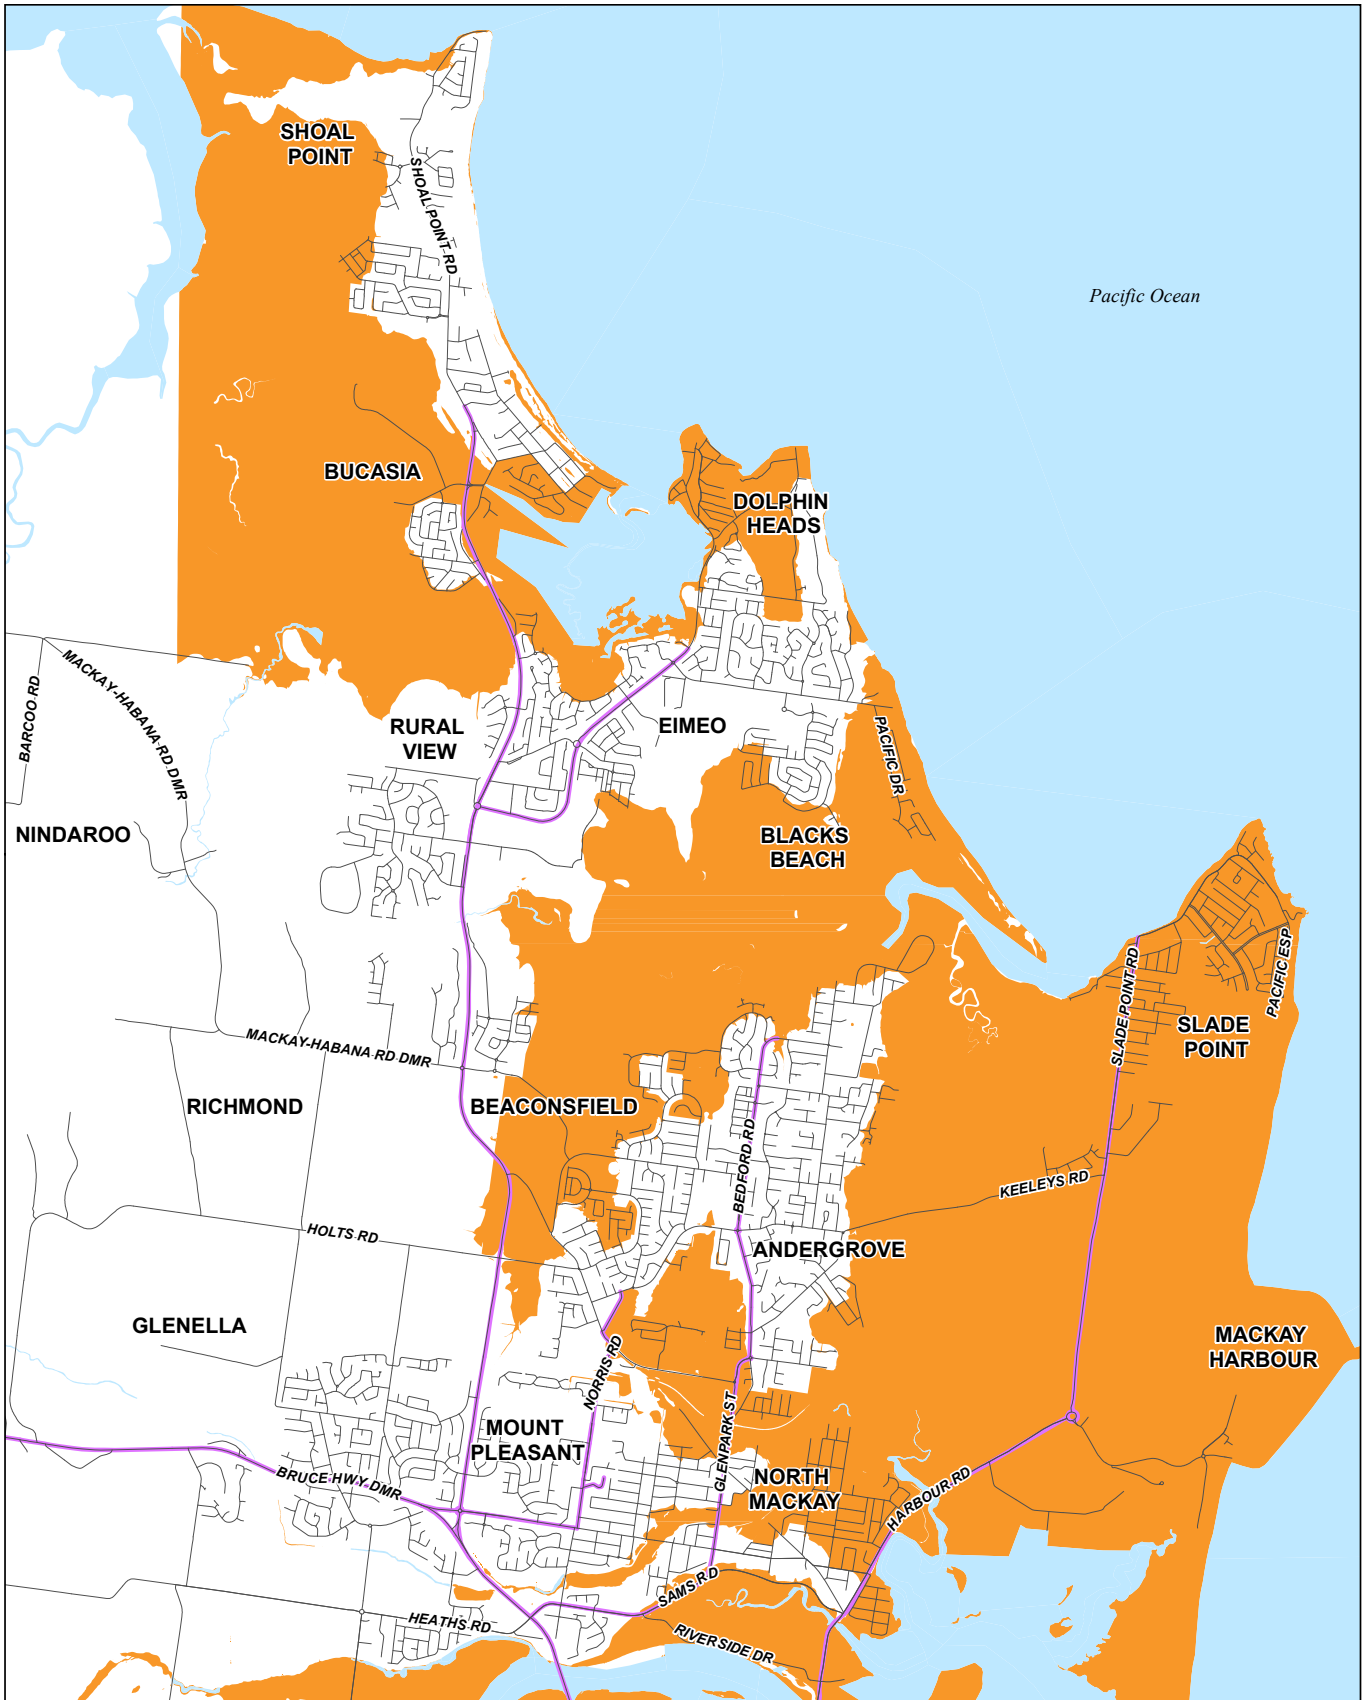 SHOAL
POINT
SHOAL POINT RD
Pacific Ocean
BUCASIA
DOLPHIN
HEADS
MACKAY-HABANA RD DMR
BARCOO RD
RURAL
VIEW
EIMEO
PACIFIC DR
NINDAROO
BLACKS
BEACH
SLADE POINT RD
PACIFIC ESP
SLADE
POINT
MACKAY-HABANA RD DMR
RICHMOND
BEACONSFIELD
BEDFORD RD
KEELEYS RD
HOLTS RD
ANDERGROVE
GLENELLA
MACKAY
HARBOUR
NORRIS RD
GLENPARK ST
MOUNT
PLEASANT
BRUCE HWY DMR
NORTH
MACKAY
HARBOUR RD
SAMS RD
HEATHS RD
RIVERSIDE DR